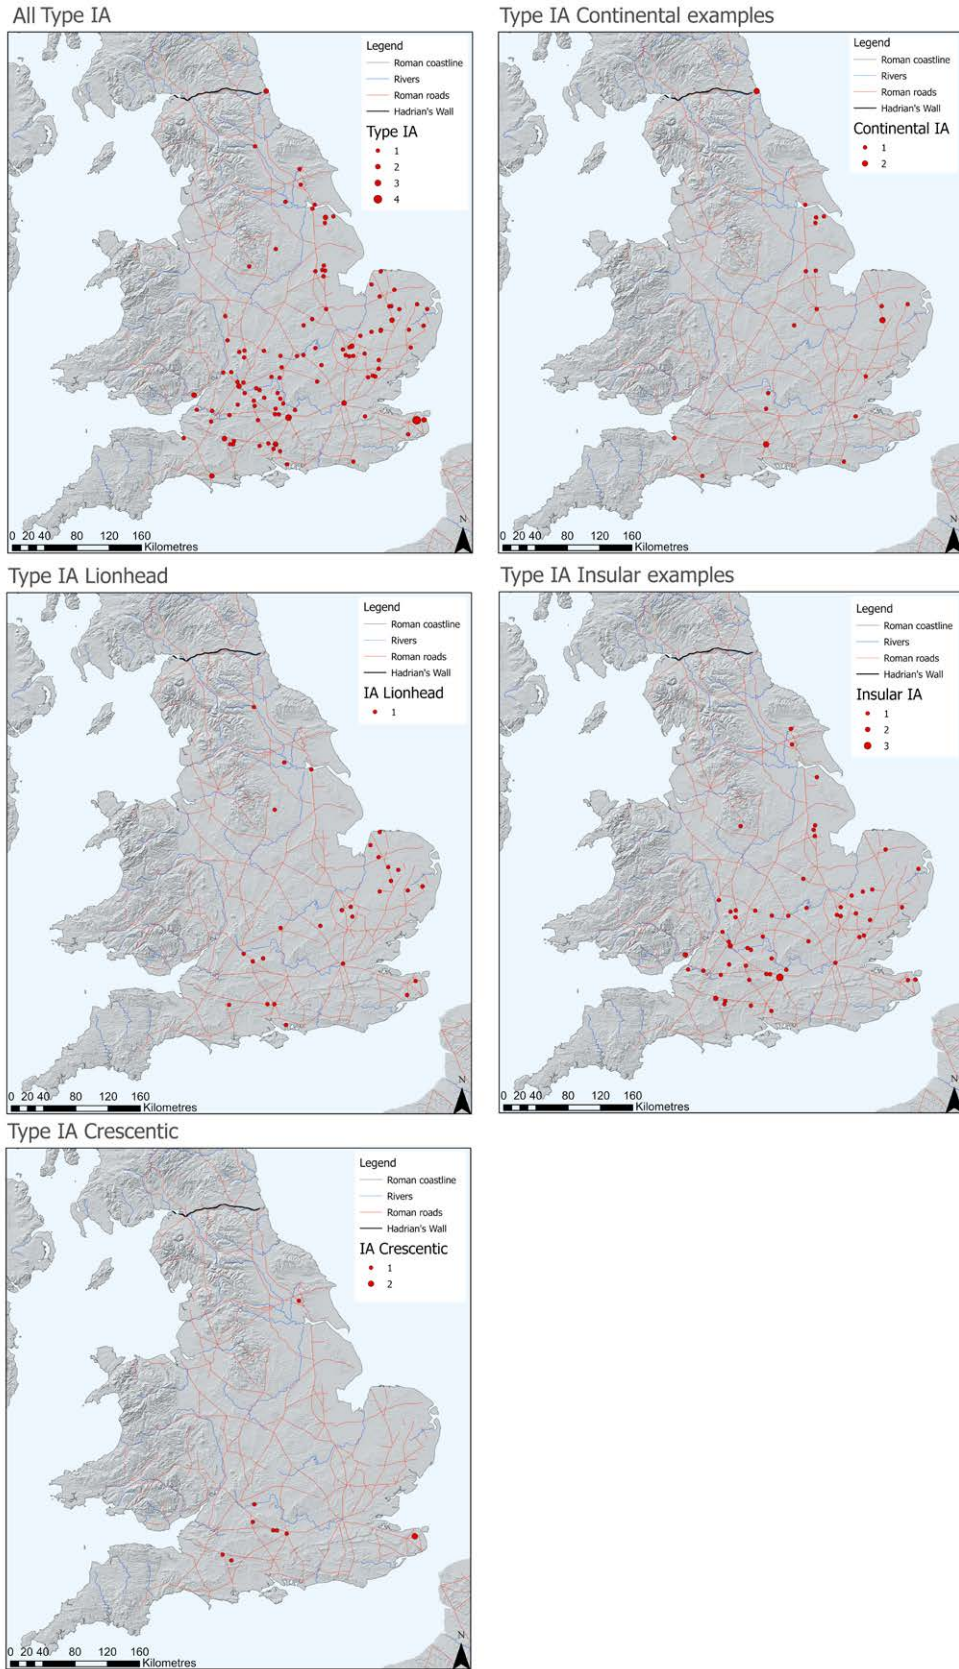 All Type IA
Legend
Roman coastline
Rivers
Roman roads
Hadrian's Wall
Type IA
1
2
3
4
N
0 20 40 80 120 160
Kilometres
Type IA Continental examples
Legend
Roman coastline
Rivers
Roman roads
Hadrian's Wall
Continental IA
1
2
N
0 20 40 80 120 160
Kilometres
Type IA Lionhead
Legend
Roman coastline
Rivers
Roman roads
Hadrian's Wall
IA Lionhead
1
N
0 20 40 80 120 160
Kilometres
Type IA Insular examples
Legend
Roman coastline
Rivers
Roman roads
Hadrian's Wall
Insular IA
1
2
3
N
0 20 40 80 120 160
Kilometres
Type IA Crescentic
Legend
Roman coastline
Rivers
Roman roads
Hadrian's Wall
IA Crescentic
1
2
N
0 20 40 80 120 160
Kilometres